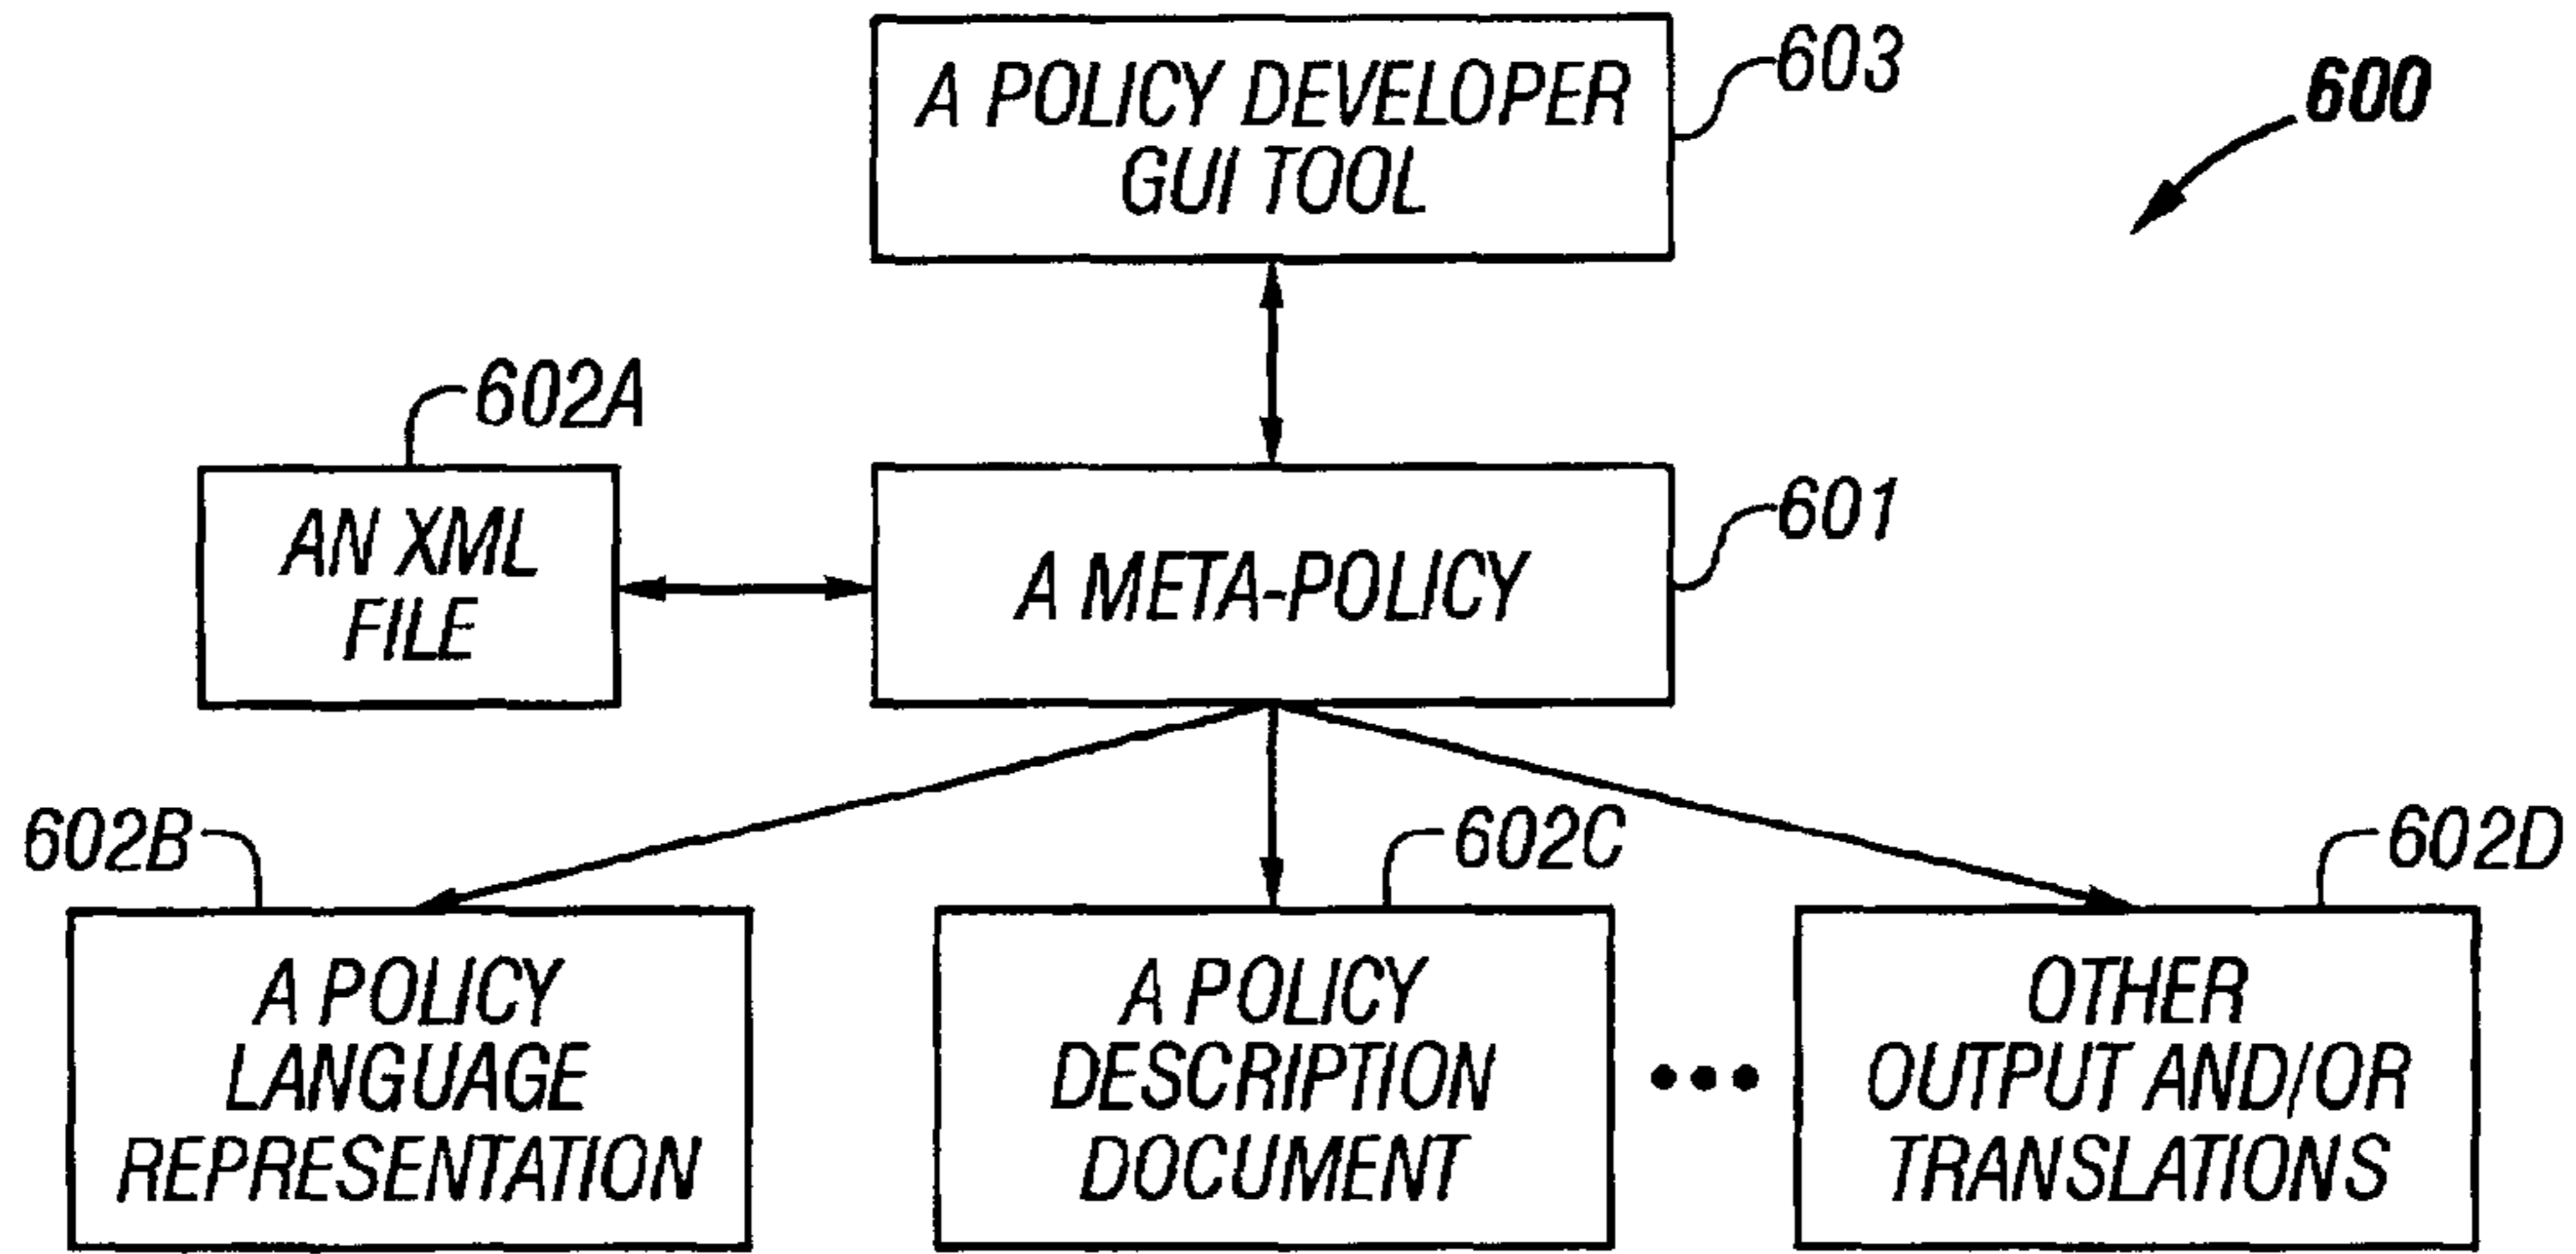 A POLICY DEVELOPER
GUI TOOL
603
600
602A
AN XML
FILE
A META-POLICY
601
602B
602C
602D
A POLICY
LANGUAGE
REPRESENTATION
A POLICY
DESCRIPTION
DOCUMENT
•••
OTHER
OUTPUT AND/OR
TRANSLATIONS